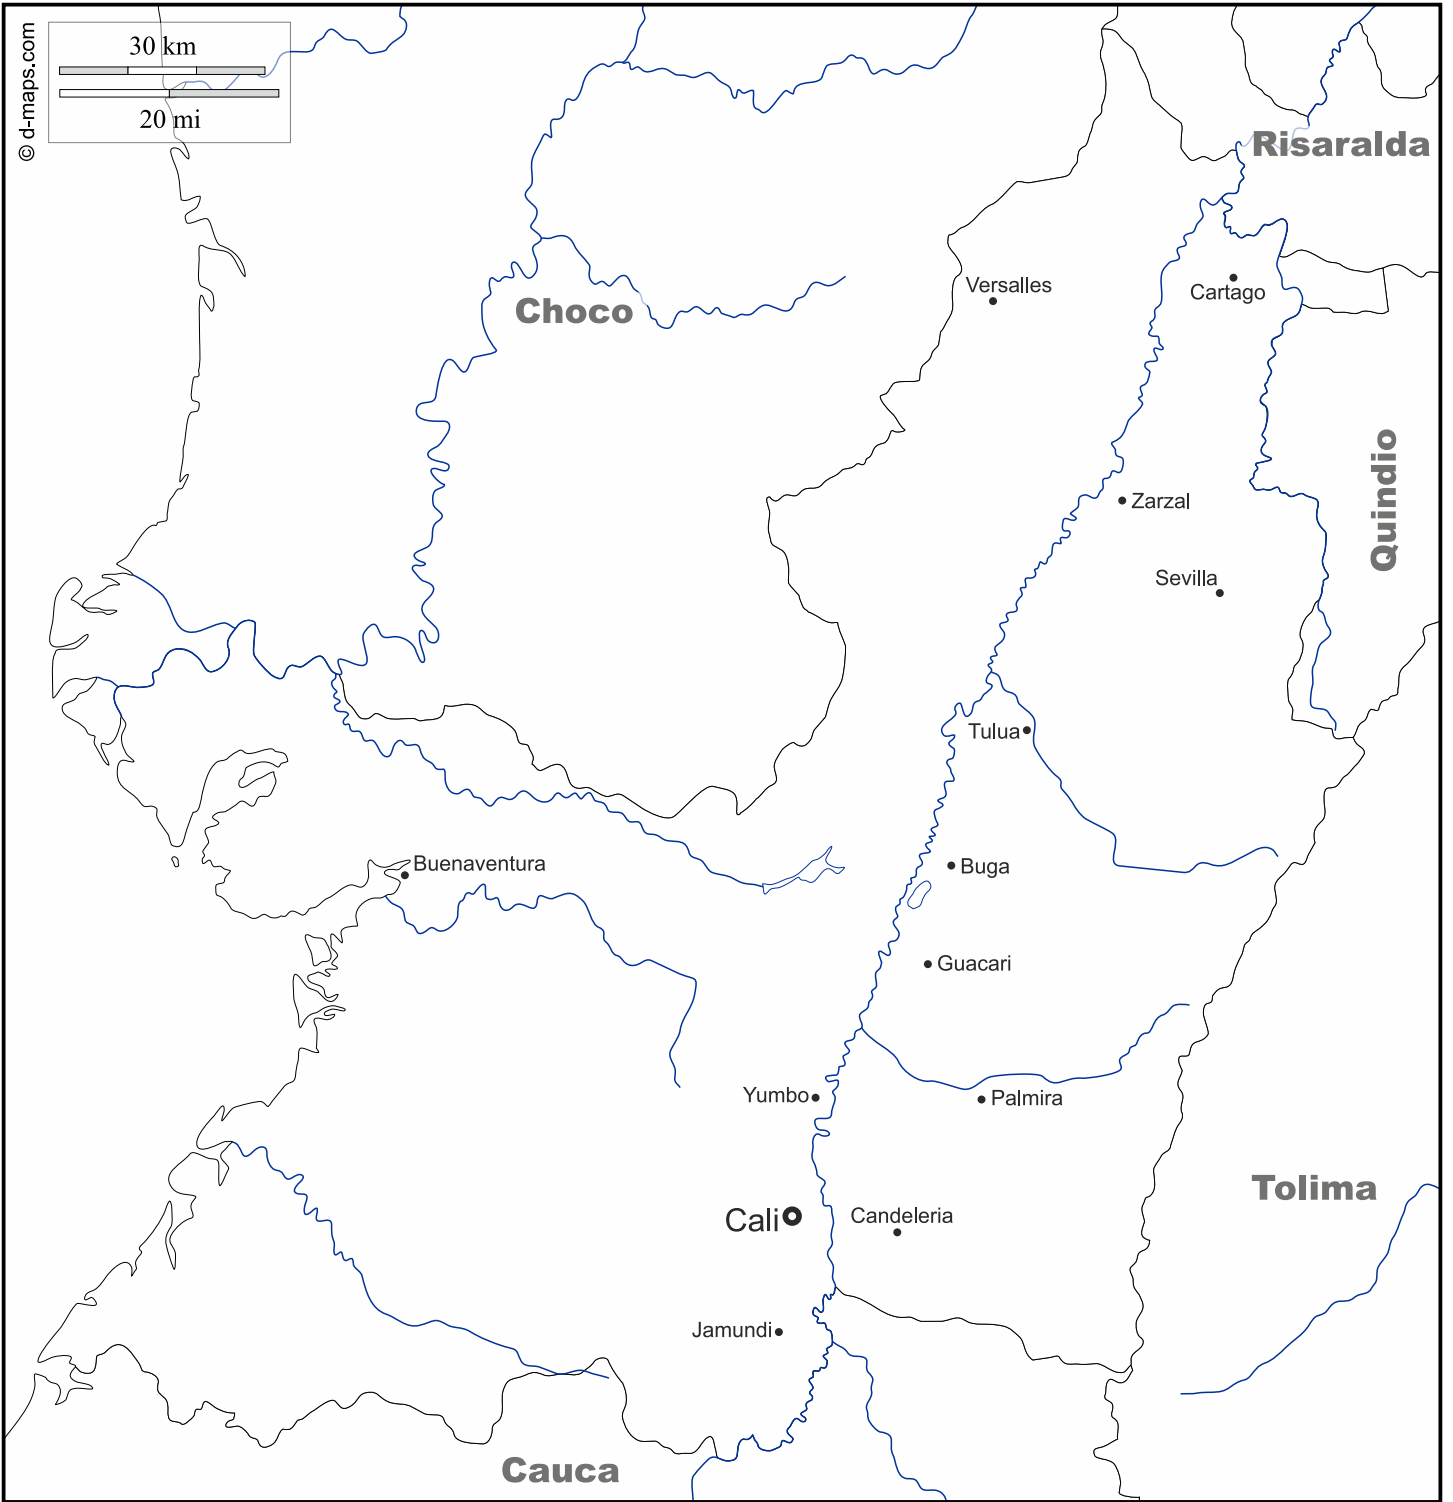 © d-maps.com
30 km
20 mi
Risaralda
Versalles
Cartago
Choco
Quindio
Zarzal
Sevilla
Tulua
Buenaventura
Buga
Guacari
Yumbo
Palmira
Tolima
Cali
Candeleria
Jamundi
Cauca